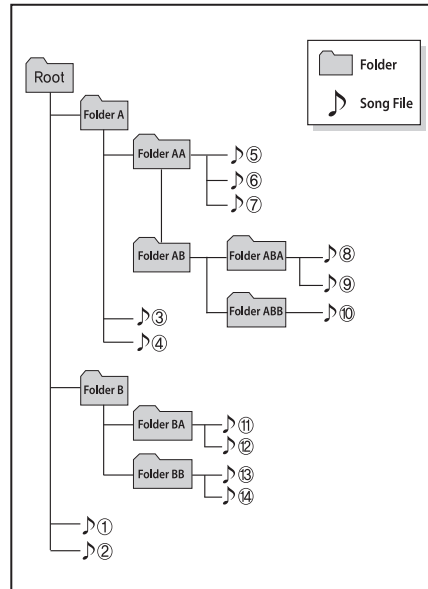 Root
Folder
Song File
Folder A
Folder AA
⑤
⑥
⑦
Folder AB
Folder ABA
⑧
⑨
Folder ABB
⑩
③
④
Folder B
Folder BA
⑪
⑫
Folder BB
⑬
⑭
①
②